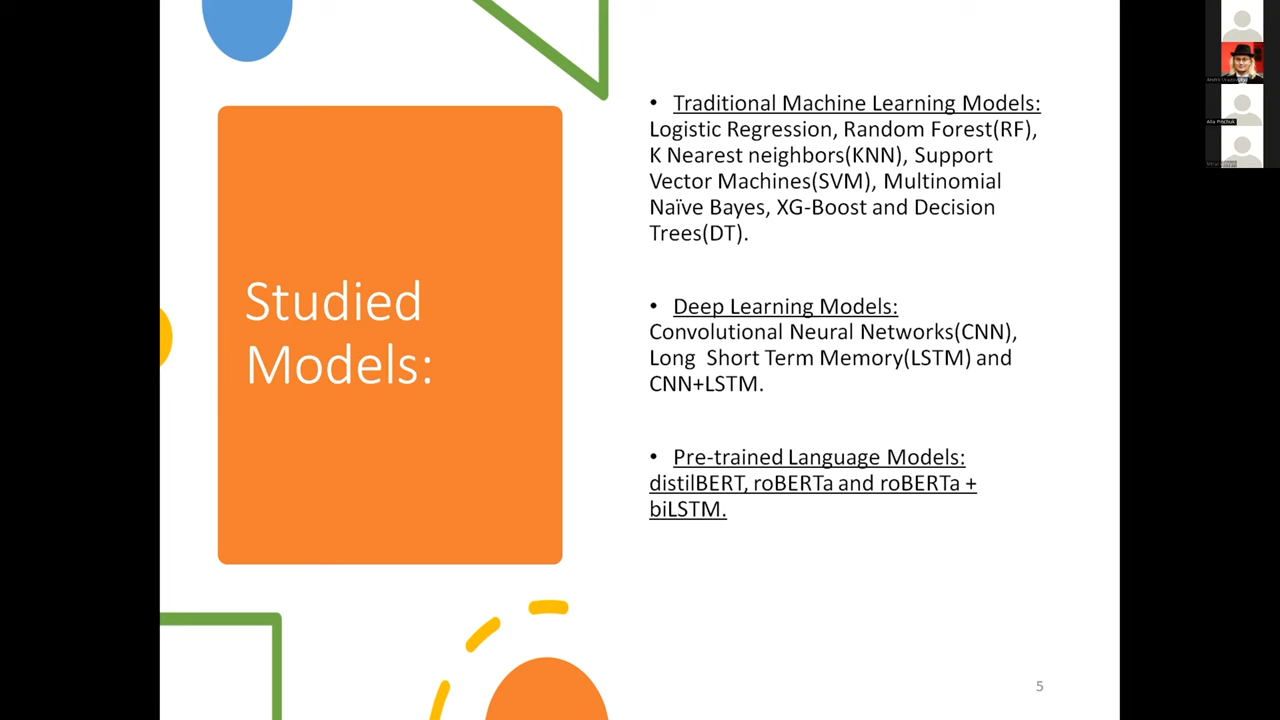 Studied
Models:
• Traditional Machine Learning Models:
Logistic Regression, Random Forest(RF),
K Nearest neighbors(KNN), Support
Vector Machines(SVM), Multinomial
Naïve Bayes, XG-Boost and Decision
Trees(DT).
• Deep Learning Models:
Convolutional Neural Networks(CNN),
Long Short Term Memory(LSTM) and
CNN+LSTM.
• Pre-trained Language Models:
distilBERT, roBERTa and roBERTa +
biLSTM.
5
Alla Pinchuk